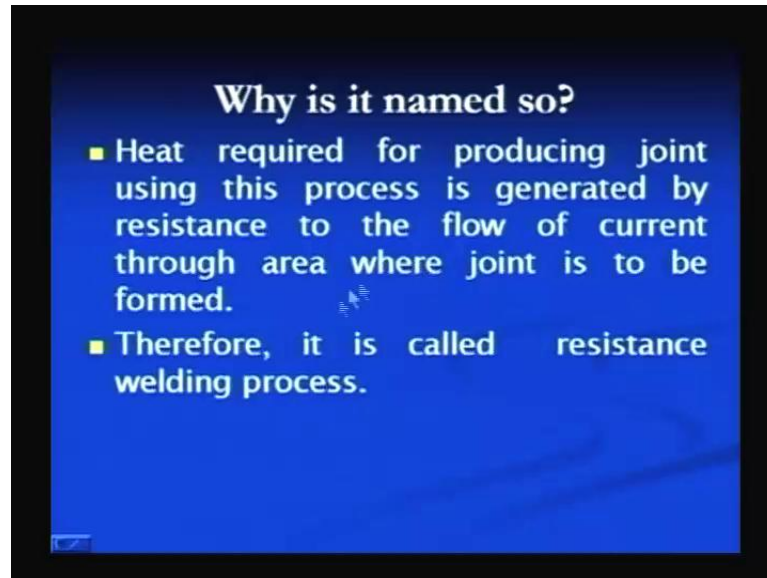 Why is it named so?
Heat required for producing joint
using this process is generated by
resistance to the flow of current
through area where joint is to be
formed.
Therefore, it is called resistance
welding process.